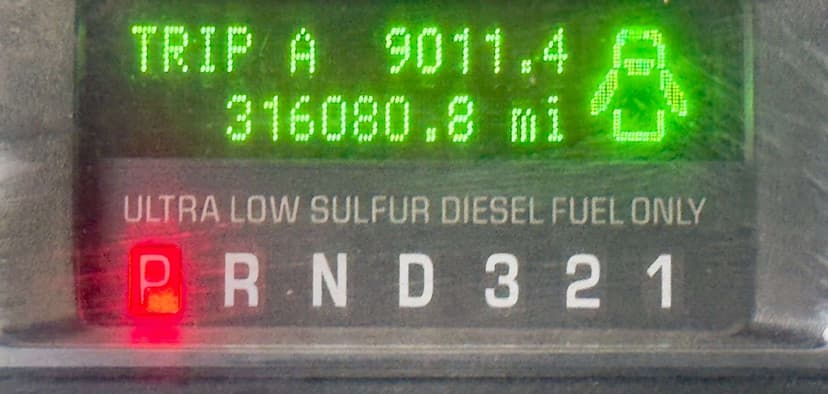 TRIP A 9011.4
316080.8 mi
ULTRA LOW SULFUR DIESEL FUEL ONLY
P R N D 3 2 1